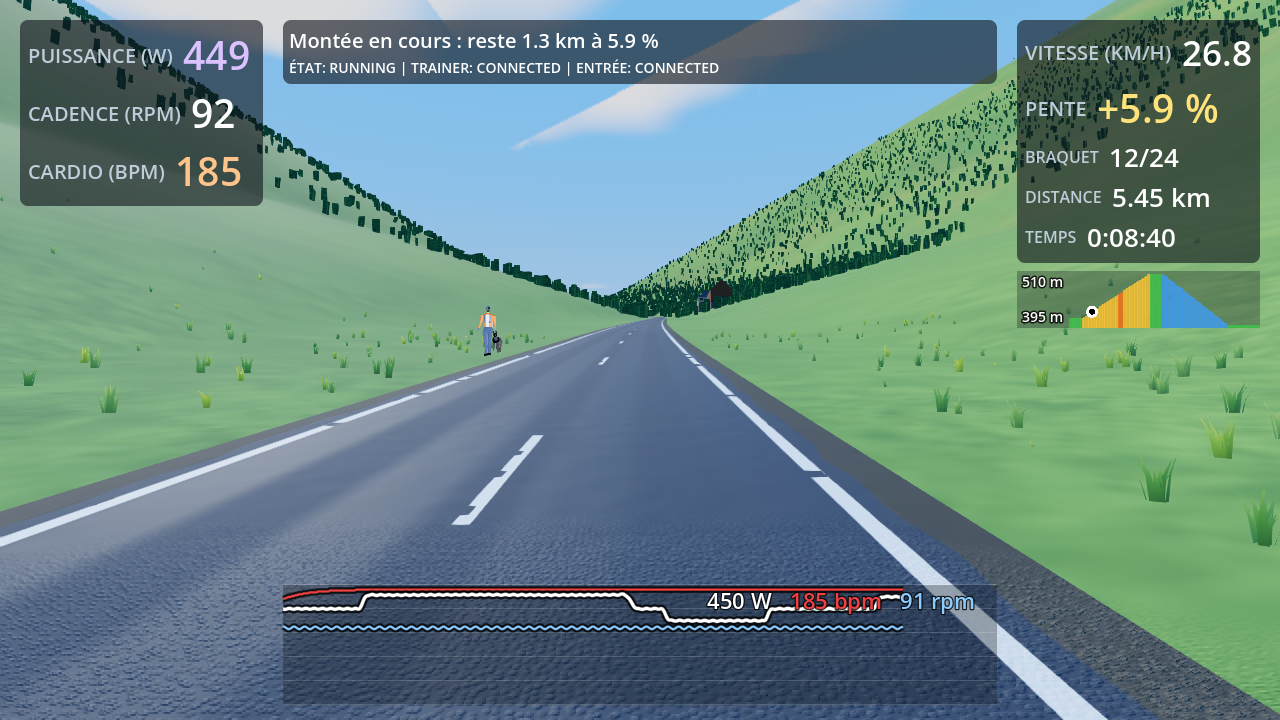 PUISSANCE (W) 449
CADENCE (RPM) 92
CARDIO (BPM) 185
Montée en cours : reste 1.3 km à 5.9 %
ÉTAT: RUNNING | TRAINER: CONNECTED | ENTRÉE: CONNECTED
VITESSE (KM/H) 26.8
PENTE +5.9 %
BRAQUET 12/24
DISTANCE 5.45 km
TEMPS 0:08:40
510 m
395 m
450 W 185 bpm 91 rpm